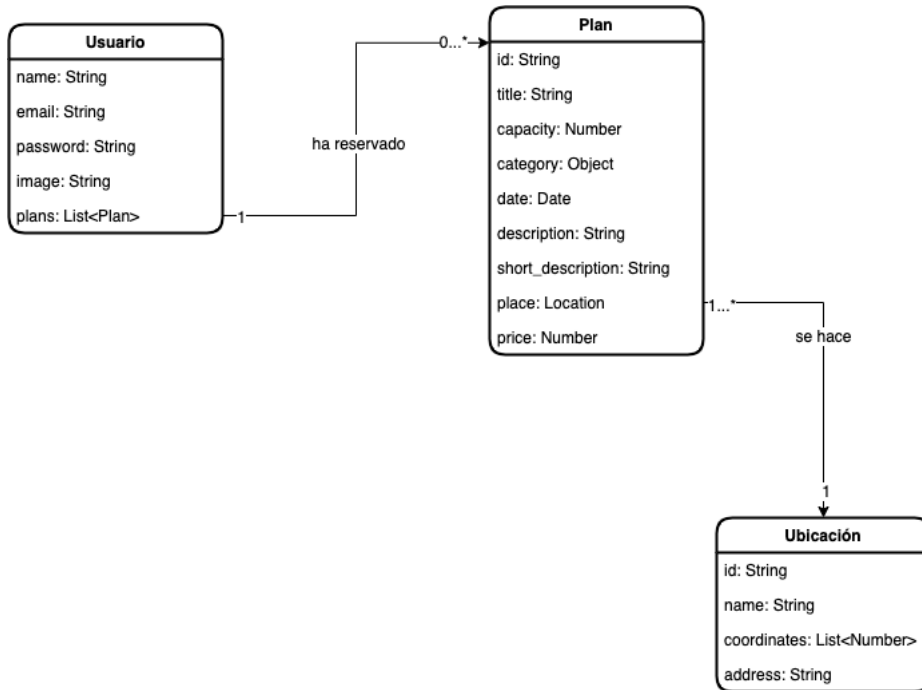 Usuario
name: String
email: String
password: String
image: String
plans: List<Plan>
1
ha reservado
0...*
Plan
id: String
title: String
capacity: Number
category: Object
date: Date
description: String
short_description: String
place: Location
price: Number
1...*
se hace
1
Ubicación
id: String
name: String
coordinates: List<Number>
address: String